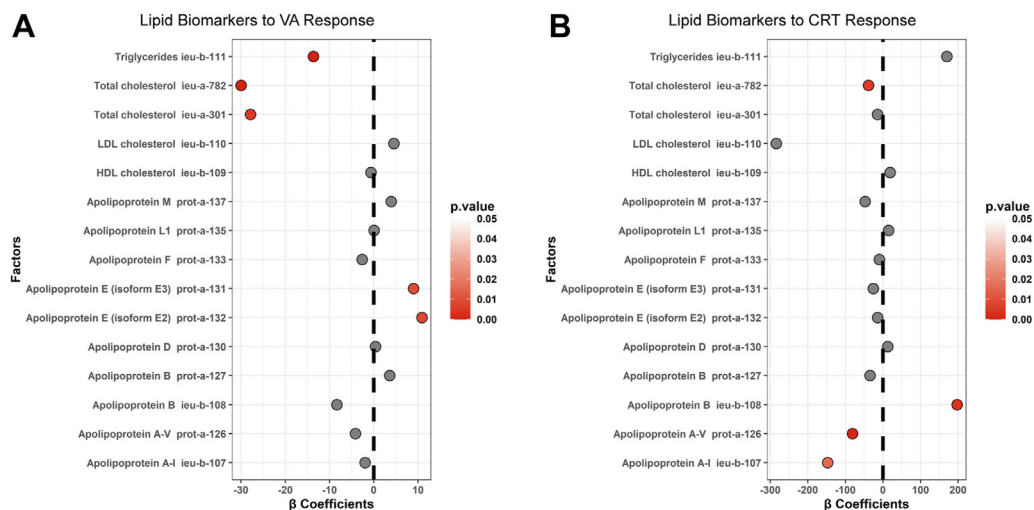 A
Lipid Biomarkers to VA Response
Factors
Triglycerides ieu-b-111
Total cholesterol ieu-a-782
Total cholesterol ieu-a-301
LDL cholesterol ieu-b-110
HDL cholesterol ieu-b-109
Apolipoprotein M prot-a-137
Apolipoprotein L1 prot-a-135
Apolipoprotein F prot-a-133
Apolipoprotein E (isoform E3) prot-a-131
Apolipoprotein E (isoform E2) prot-a-132
Apolipoprotein D prot-a-130
Apolipoprotein B prot-a-127
Apolipoprotein B ieu-b-108
Apolipoprotein A-V prot-a-126
Apolipoprotein A-I ieu-b-107
-30 -20 -10 0 10
β Coefficients
p.value
0.05
0.04
0.03
0.02
0.01
0.00
B
Lipid Biomarkers to CRT Response
Factors
Triglycerides ieu-b-111
Total cholesterol ieu-a-782
Total cholesterol ieu-a-301
LDL cholesterol ieu-b-110
HDL cholesterol ieu-b-109
Apolipoprotein M prot-a-137
Apolipoprotein L1 prot-a-135
Apolipoprotein F prot-a-133
Apolipoprotein E (isoform E3) prot-a-131
Apolipoprotein E (isoform E2) prot-a-132
Apolipoprotein D prot-a-130
Apolipoprotein B prot-a-127
Apolipoprotein B ieu-b-108
Apolipoprotein A-V prot-a-126
Apolipoprotein A-I ieu-b-107
-300 -200 -100 0 100 200
β Coefficients
p.value
0.05
0.04
0.03
0.02
0.01
0.00